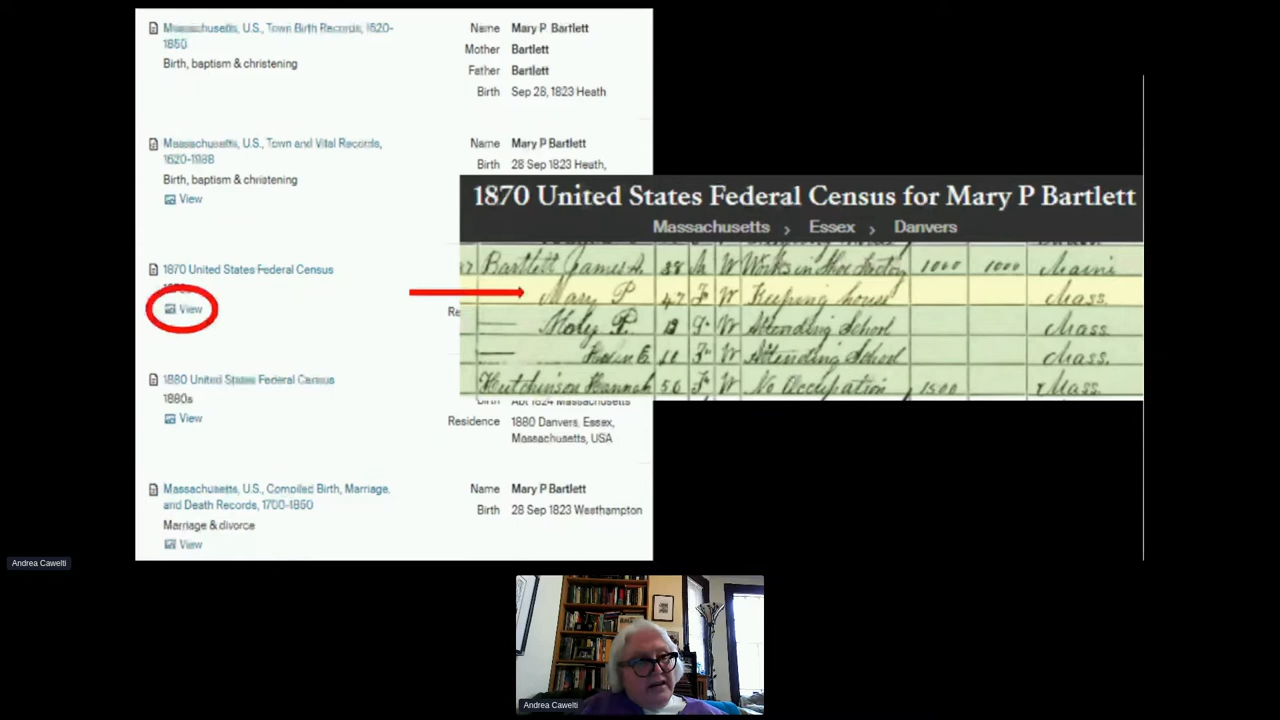 Massachusetts, U.S., Town Birth Records, 1620-
1850
Birth, baptism & christening
Name Mary P Bartlett
Mother Bartlett
Father Bartlett
Birth Sep 28, 1823 Heath
Massachusetts, U.S., Town and Vital Records,
1620-1988
Birth, baptism & christening
View
Name Mary P Bartlett
Birth 28 Sep 1823 Heath,
1870 United States Federal Census
View
Re
1870 United States Federal Census for Mary P Bartlett
Massachusetts > Essex > Danvers
Bartlett James A. 38 M W Works in Shoe factory 1000 1000 Maine
Mary P 47 F W Keeping house Mass.
W Attending School Mass.
W Attending School Mass.
Hutchinson Hannah 50 F W No Occupation 1500 Mass.
1880 United States Federal Census
1880s
View
Birth Abt 1824 Massachusetts
Residence 1880 Danvers, Essex,
Massachusetts, USA
Massachusetts, U.S., Compiled Birth, Marriage,
and Death Records, 1700-1850
Marriage & divorce
View
Name Mary P Bartlett
Birth 28 Sep 1823 Westhampton
Andrea Cawelti
Andrea Cawelti